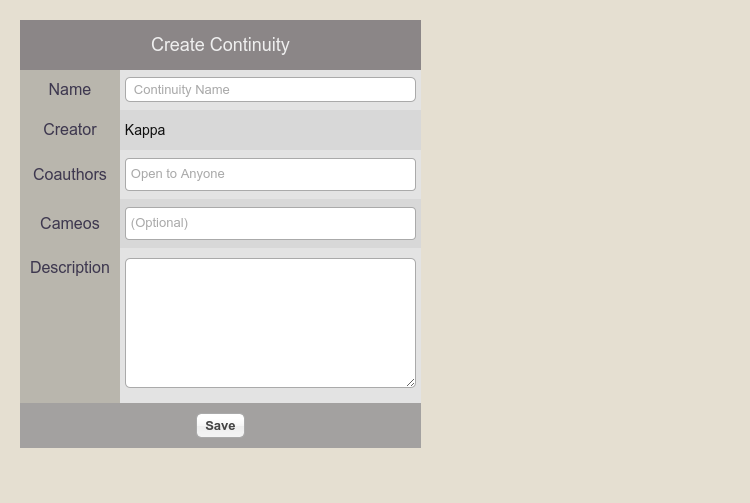 Create Continuity
Name
Continuity Name
Creator
Kappa
Coauthors
Open to Anyone
Cameos
(Optional)
Description
Save